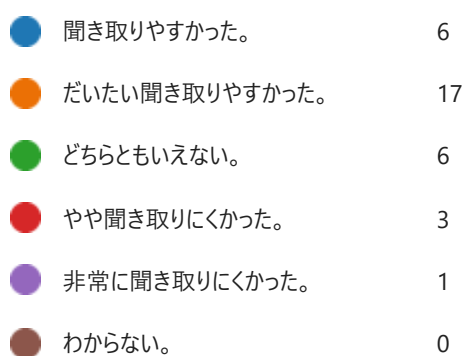 聞き取りやすかった。 6
だいたい聞き取りやすかった。 17
どちらともいえない。 6
やや聞き取りにくかった。 3
非常に聞き取りにくかった。 1
わからない。 0